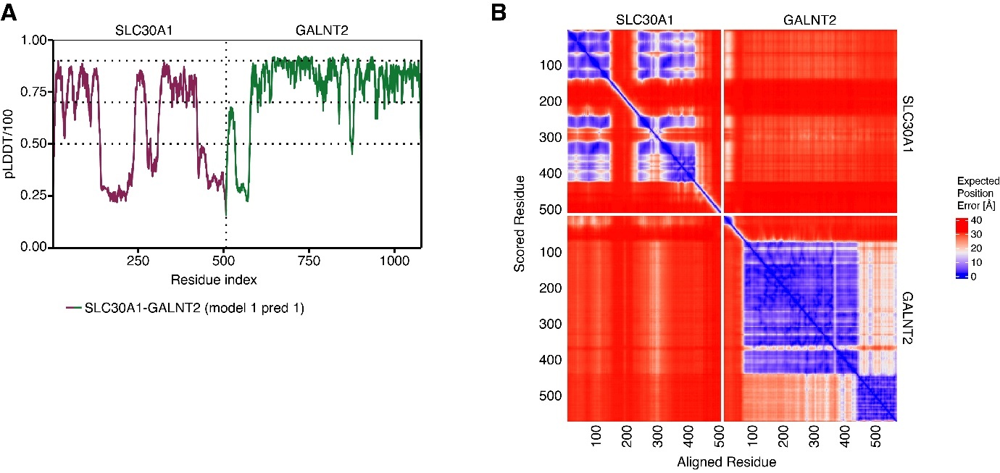 A
SLC30A1 GALNT2
1.00
0.75
0.50
0.25
0.00
pLDDT/100
250 500 750 1000
Residue index
SLC30A1-GALNT2 (model 1 pred 1)
B
SLC30A1 GALNT2
100
200
300
400
500
100
200
300
400
500
Scored Residue
SLC30A1
GALNT2
100 200 300 400 500 100 200 300 400 500
Aligned Residue
Expected
Position
Error [Å]
40
30
20
10
0